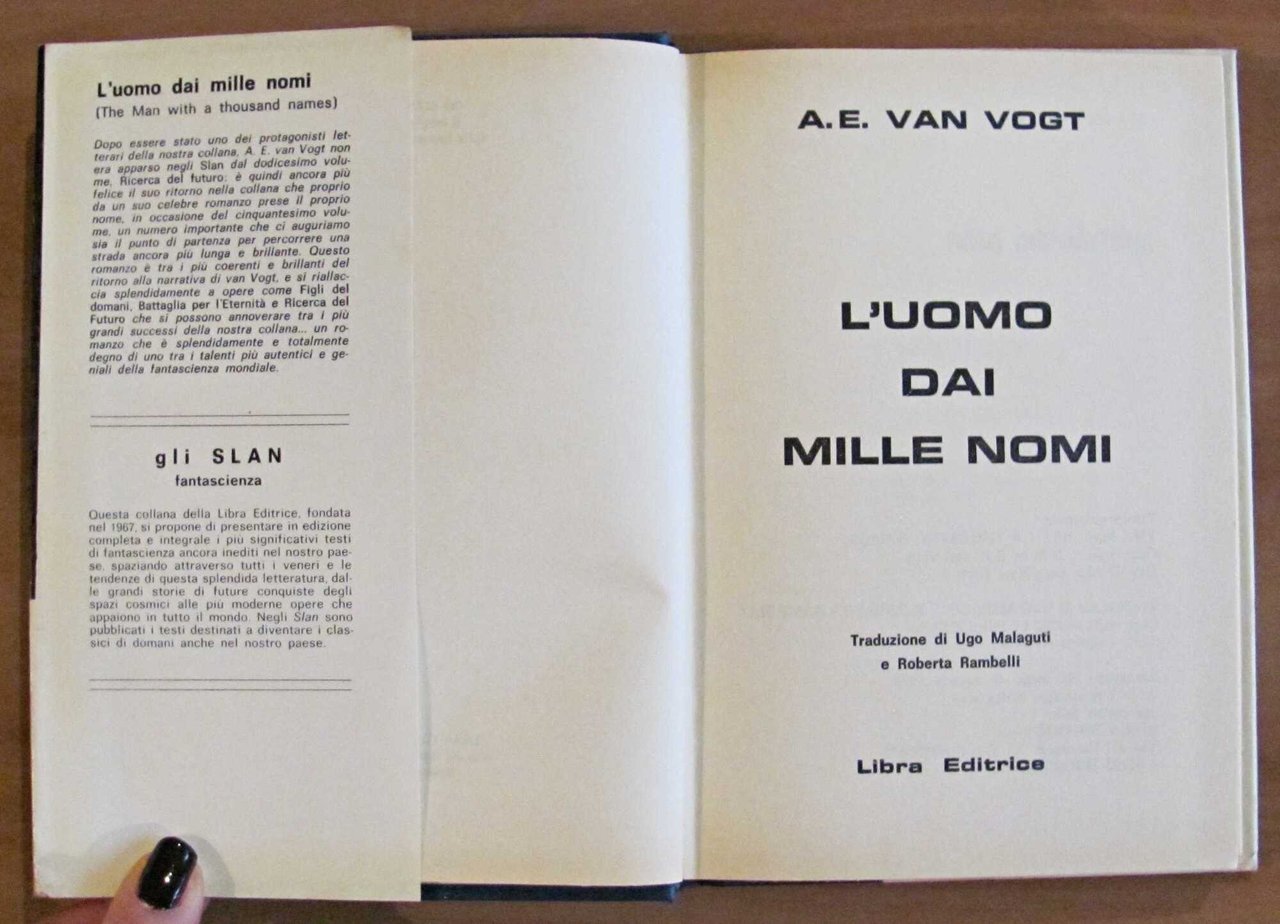 L'uomo dai mille nomi
(The Man with a thousand names)
Dopo essere stato uno dei protagonisti let-
terari della nostra collana, A. E. van Vogt non
era apparso negli Slan dal dodicesimo volu-
me, Ricerca del futuro: è quindi ancora più
felice il suo ritorno nella collana che proprio
da un suo celebre romanzo prese il proprio
nome, in occasione del cinquantesimo volu-
me, un numero importante che ci auguriamo
sia il punto di partenza per percorrere una
strada ancora più lunga e brillante. Questo
romanzo è tra i più coerenti e brillanti del
ritorno alla narrativa di van Vogt, e si riallac-
cia splendidamente a opere come Figli del
domani, Battaglia per l'Eternità e Ricerca del
Futuro che si possono annoverare tra i più
grandi successi della nostra collana... un ro-
manzo che è splendidamente e totalmente
degno di uno tra i talenti più autentici e ge-
niali della fantascienza mondiale.
gli SLAN
fantascienza
Questa collana della Libra Editrice, fondata
nel 1967, si propone di presentare in edizione
completa e integrale i più significativi testi
di fantascienza ancora inediti nel nostro pae-
se, spaziando attraverso tutti i veneri e le
tendenze di questa splendida letteratura, dal-
le grandi storie di future conquiste degli
spazi cosmici alle più moderne opere che
appaiono in tutto il mondo. Negli Slan sono
pubblicati i testi destinati a diventare i clas-
sici di domani anche nel nostro paese.
A. E. VAN VOGT
L'UOMO
DAI
MILLE NOMI
Traduzione di Ugo Malaguti
e Roberta Rambelli
Libra Editrice